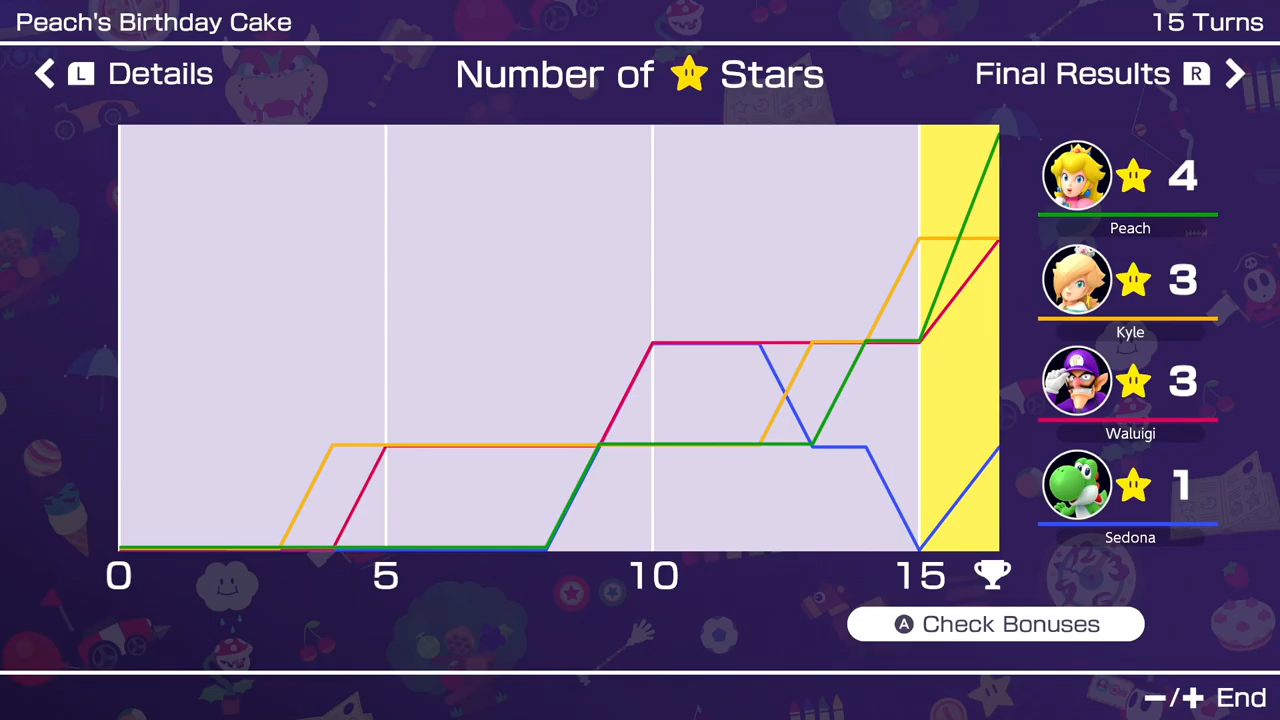 Peach's Birthday Cake
15 Turns
L Details
Number of Stars
Final Results R
4
Peach
3
Kyle
3
Waluigi
1
Sedona
0 5 10 15
A Check Bonuses
−/+ End